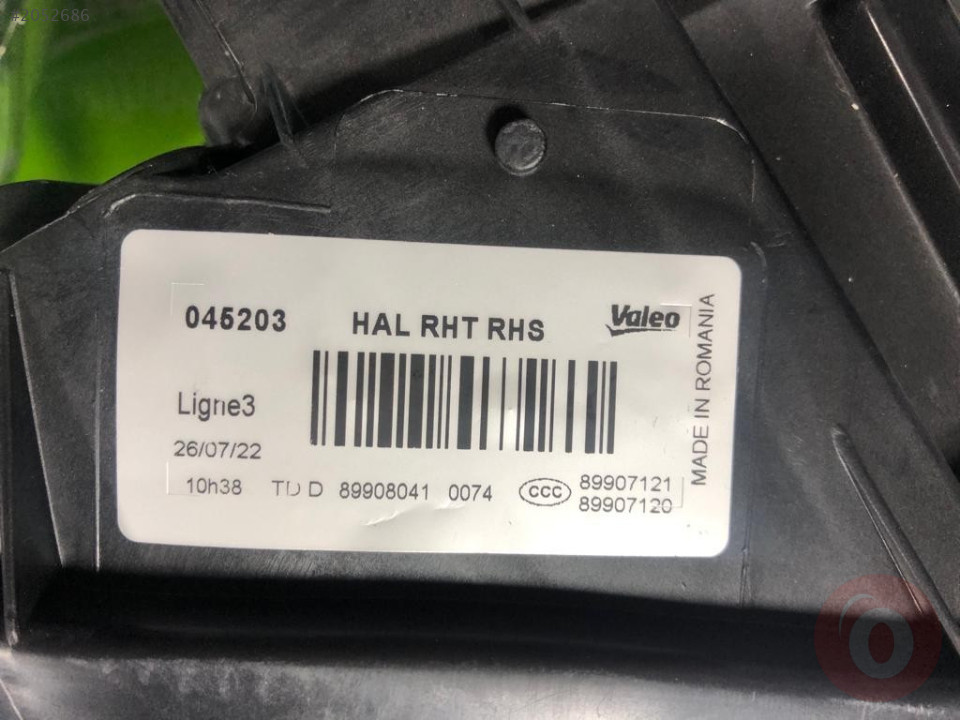 045203 HAL RHT RHS Valeo
MADE IN ROMANIA
Ligne3
26/07/22
10h38 TD D 89908041 0074 CCC 89907121
89907120